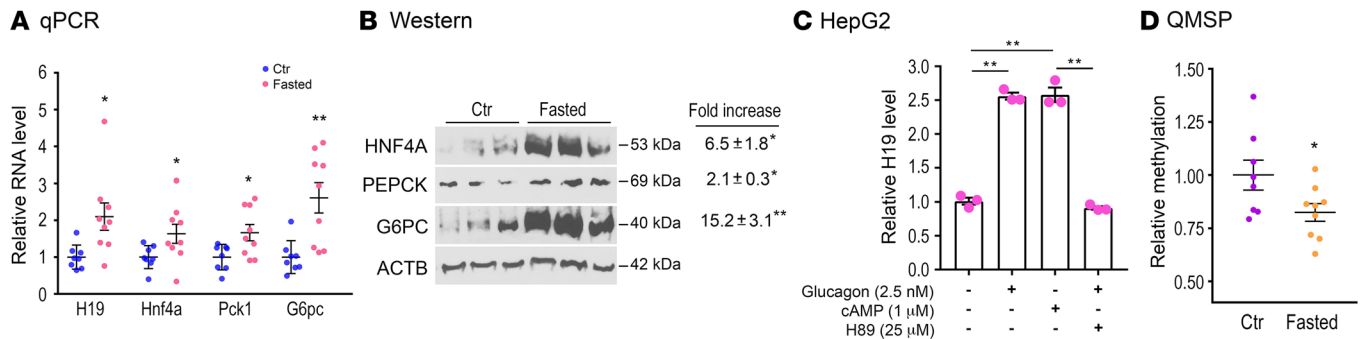 A qPCR
Relative RNA level
6
5
4
3
2
1
0
Ctr
Fasted
*
*
*
**
H19 Hnf4a Pck1 G6pc
B Western
Ctr Fasted Fold increase
HNF4A 53 kDa 6.5±1.8*
PEPCK 69 kDa 2.1±0.3*
G6PC 40 kDa 15.2±3.1**
ACTB 42 kDa
C HepG2
Relative H19 level
3.0
2.5
2.0
1.5
1.0
0.5
0.0
**
** **
Glucagon (2.5 nM) - + - +
cAMP (1 μM) - - + -
H89 (25 μM) - - - +
D QMSP
Relative methylation
1.50
1.25
1.00
0.75
0.50
*
Ctr Fasted